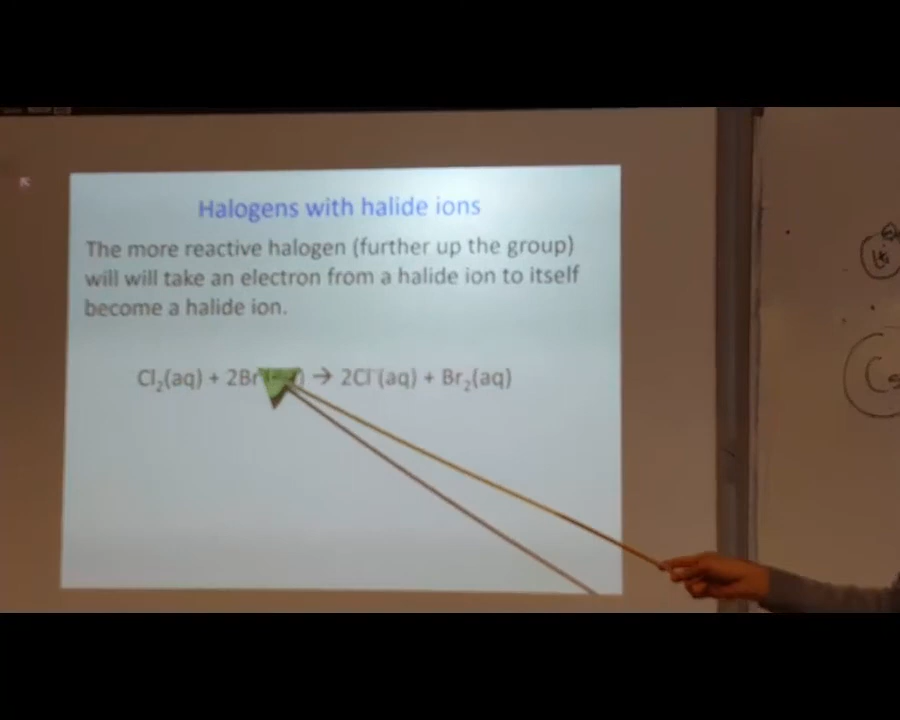 Halogens with halide ions
The more reactive halogen (further up the group)
will will take an electron from a halide ion to itself
become a halide ion.
Cl₂(aq) + 2Br → 2Cl⁻(aq) + Br₂(aq)